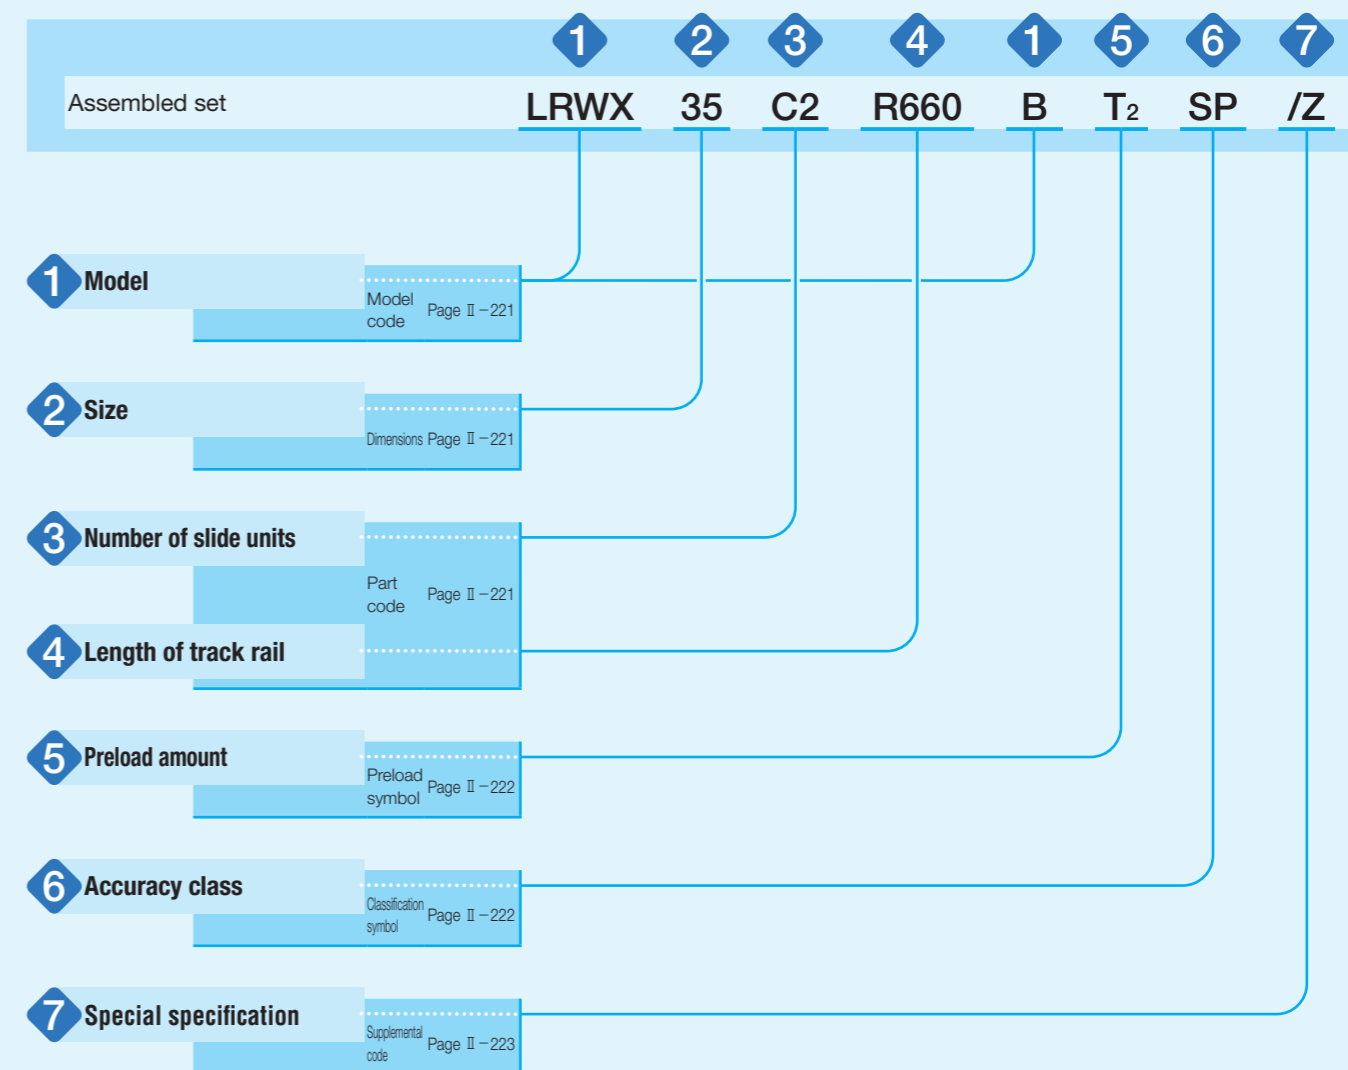 1 2 3 4 1 5 6 7
Assembled set LRWX 35 C2 R660 B T2 SP /Z
1 Model
Model
code Page Ⅱ－221
2 Size
Dimensions Page Ⅱ－221
3 Number of slide units
Part
code Page Ⅱ－221
4 Length of track rail
5 Preload amount
Preload
symbol Page Ⅱ－222
6 Accuracy class
Classification
symbol Page Ⅱ－222
7 Special specification
Supplemental
code Page Ⅱ－223